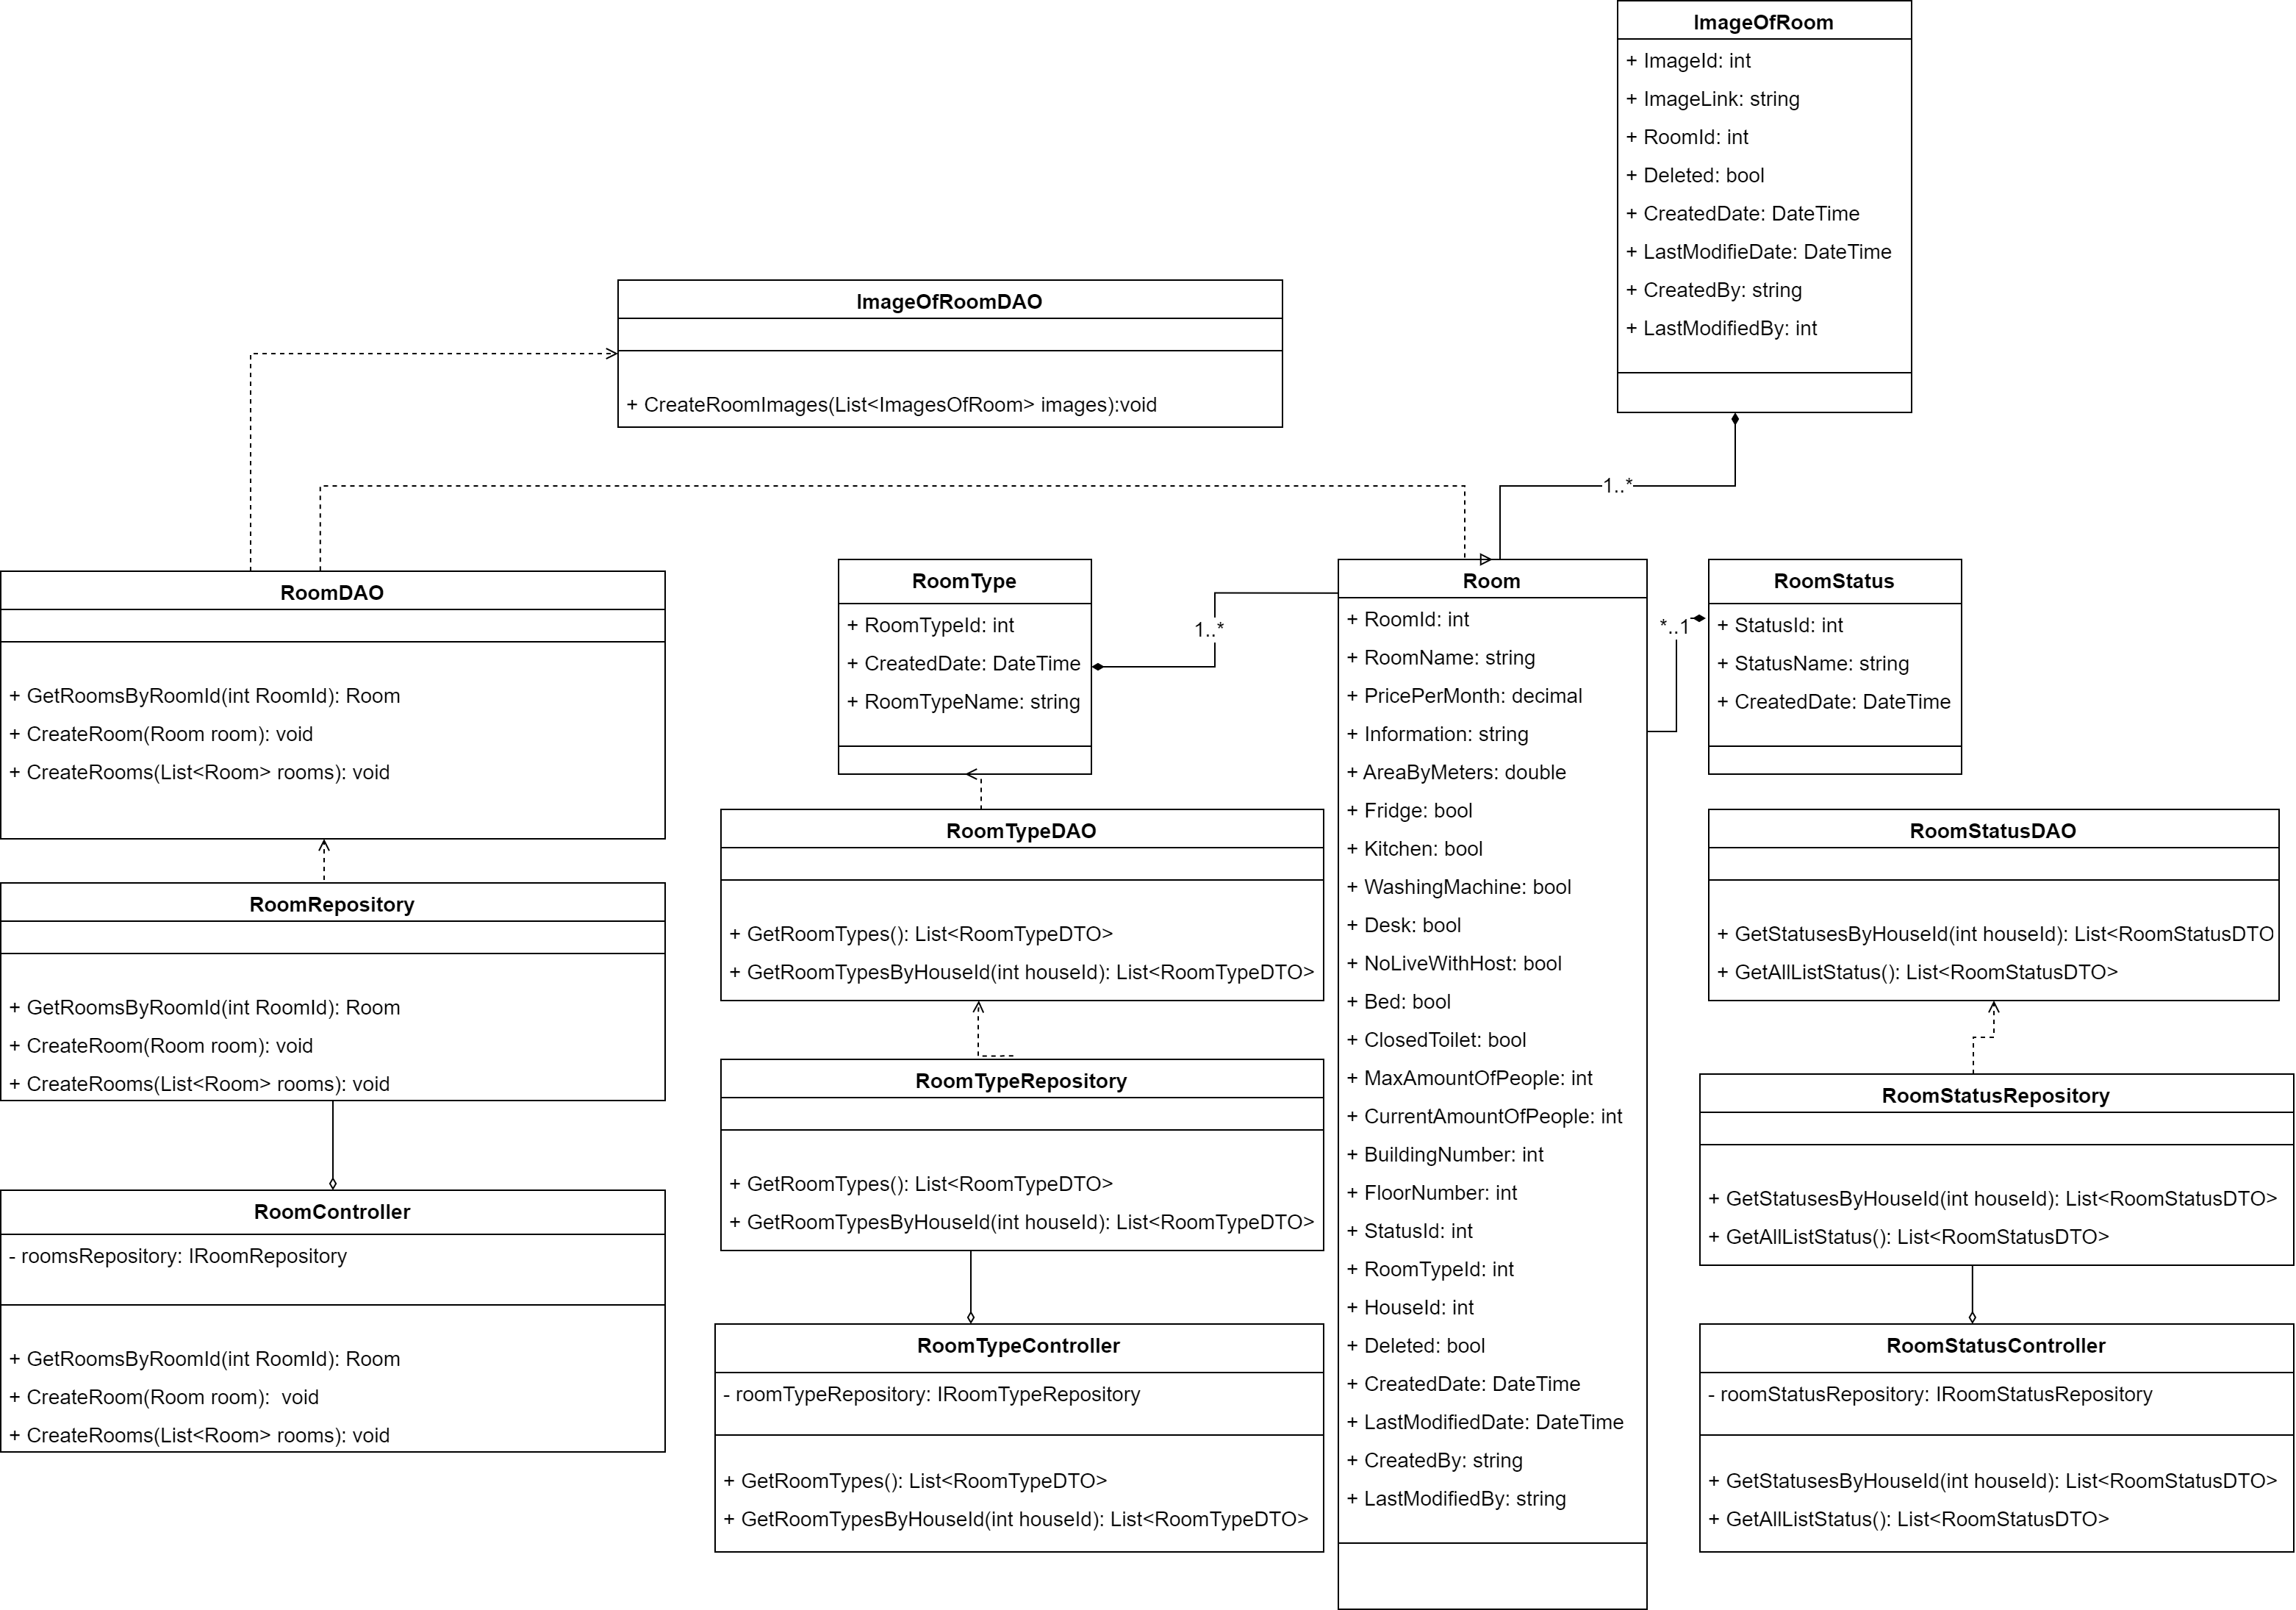 ImageOfRoom
+ ImageId: int
+ ImageLink: string
+ RoomId: int
+ Deleted: bool
+ CreatedDate: DateTime
+ LastModifieDate: DateTime
+ CreatedBy: string
+ LastModifiedBy: int
ImageOfRoomDAO
+ CreateRoomImages(List<ImagesOfRoom> images):void
1..*
RoomDAO
+ GetRoomsByRoomId(int RoomId): Room
+ CreateRoom(Room room): void
+ CreateRooms(List<Room> rooms): void
RoomRepository
+ GetRoomsByRoomId(int RoomId): Room
+ CreateRoom(Room room): void
+ CreateRooms(List<Room> rooms): void
RoomController
- roomsRepository: IRoomRepository
+ GetRoomsByRoomId(int RoomId): Room
+ CreateRoom(Room room):  void
+ CreateRooms(List<Room> rooms): void
RoomType
+ RoomTypeId: int
+ CreatedDate: DateTime
+ RoomTypeName: string
1..*
RoomTypeDAO
+ GetRoomTypes(): List<RoomTypeDTO>
+ GetRoomTypesByHouseId(int houseId): List<RoomTypeDTO>
RoomTypeRepository
+ GetRoomTypes(): List<RoomTypeDTO>
+ GetRoomTypesByHouseId(int houseId): List<RoomTypeDTO>
RoomTypeController
- roomTypeRepository: IRoomTypeRepository
+ GetRoomTypes(): List<RoomTypeDTO>
+ GetRoomTypesByHouseId(int houseId): List<RoomTypeDTO>
Room
+ RoomId: int
+ RoomName: string
+ PricePerMonth: decimal
+ Information: string
+ AreaByMeters: double
+ Fridge: bool
+ Kitchen: bool
+ WashingMachine: bool
+ Desk: bool
+ NoLiveWithHost: bool
+ Bed: bool
+ ClosedToilet: bool
+ MaxAmountOfPeople: int
+ CurrentAmountOfPeople: int
+ BuildingNumber: int
+ FloorNumber: int
+ StatusId: int
+ RoomTypeId: int
+ HouseId: int
+ Deleted: bool
+ CreatedDate: DateTime
+ LastModifiedDate: DateTime
+ CreatedBy: string
+ LastModifiedBy: string
*..1
RoomStatus
+ StatusId: int
+ StatusName: string
+ CreatedDate: DateTime
RoomStatusDAO
+ GetStatusesByHouseId(int houseId): List<RoomStatusDTO
+ GetAllListStatus(): List<RoomStatusDTO>
RoomStatusRepository
+ GetStatusesByHouseId(int houseId): List<RoomStatusDTO>
+ GetAllListStatus(): List<RoomStatusDTO>
RoomStatusController
- roomStatusRepository: IRoomStatusRepository
+ GetStatusesByHouseId(int houseId): List<RoomStatusDTO>
+ GetAllListStatus(): List<RoomStatusDTO>